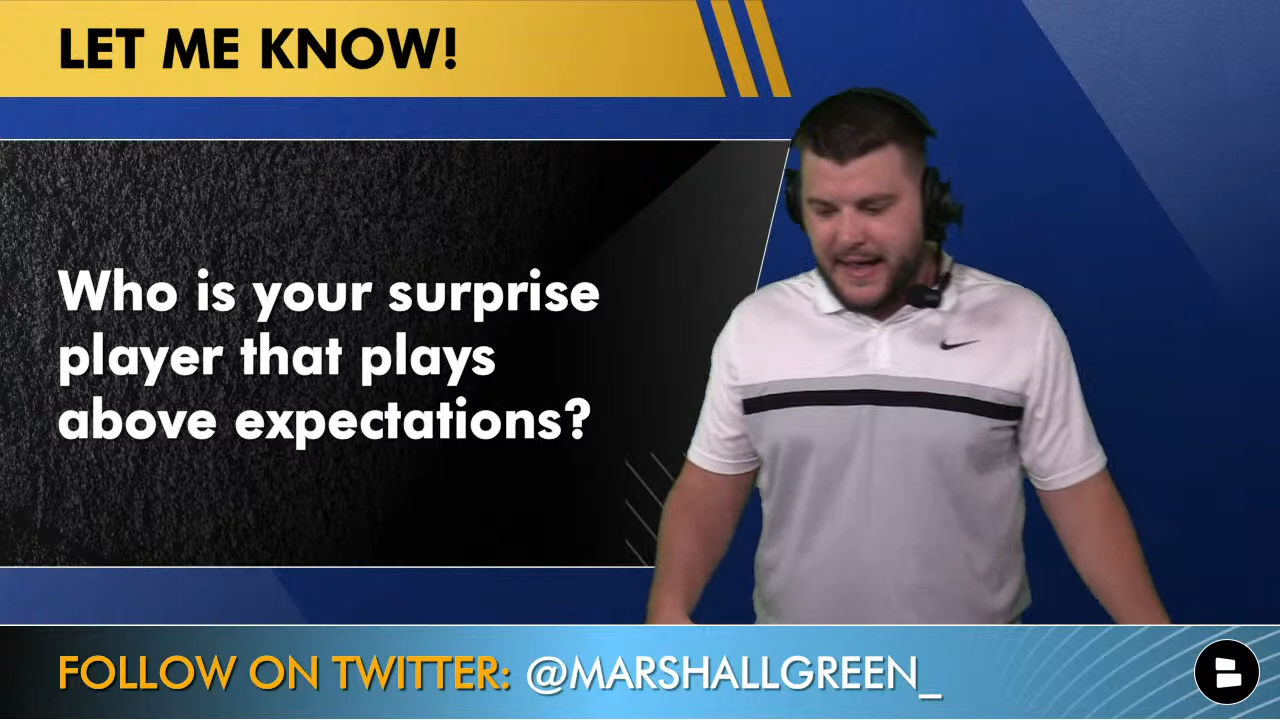 LET ME KNOW!
Who is your surprise
player that plays
above expectations?
FOLLOW ON TWITTER: @MARSHALLGREEN_